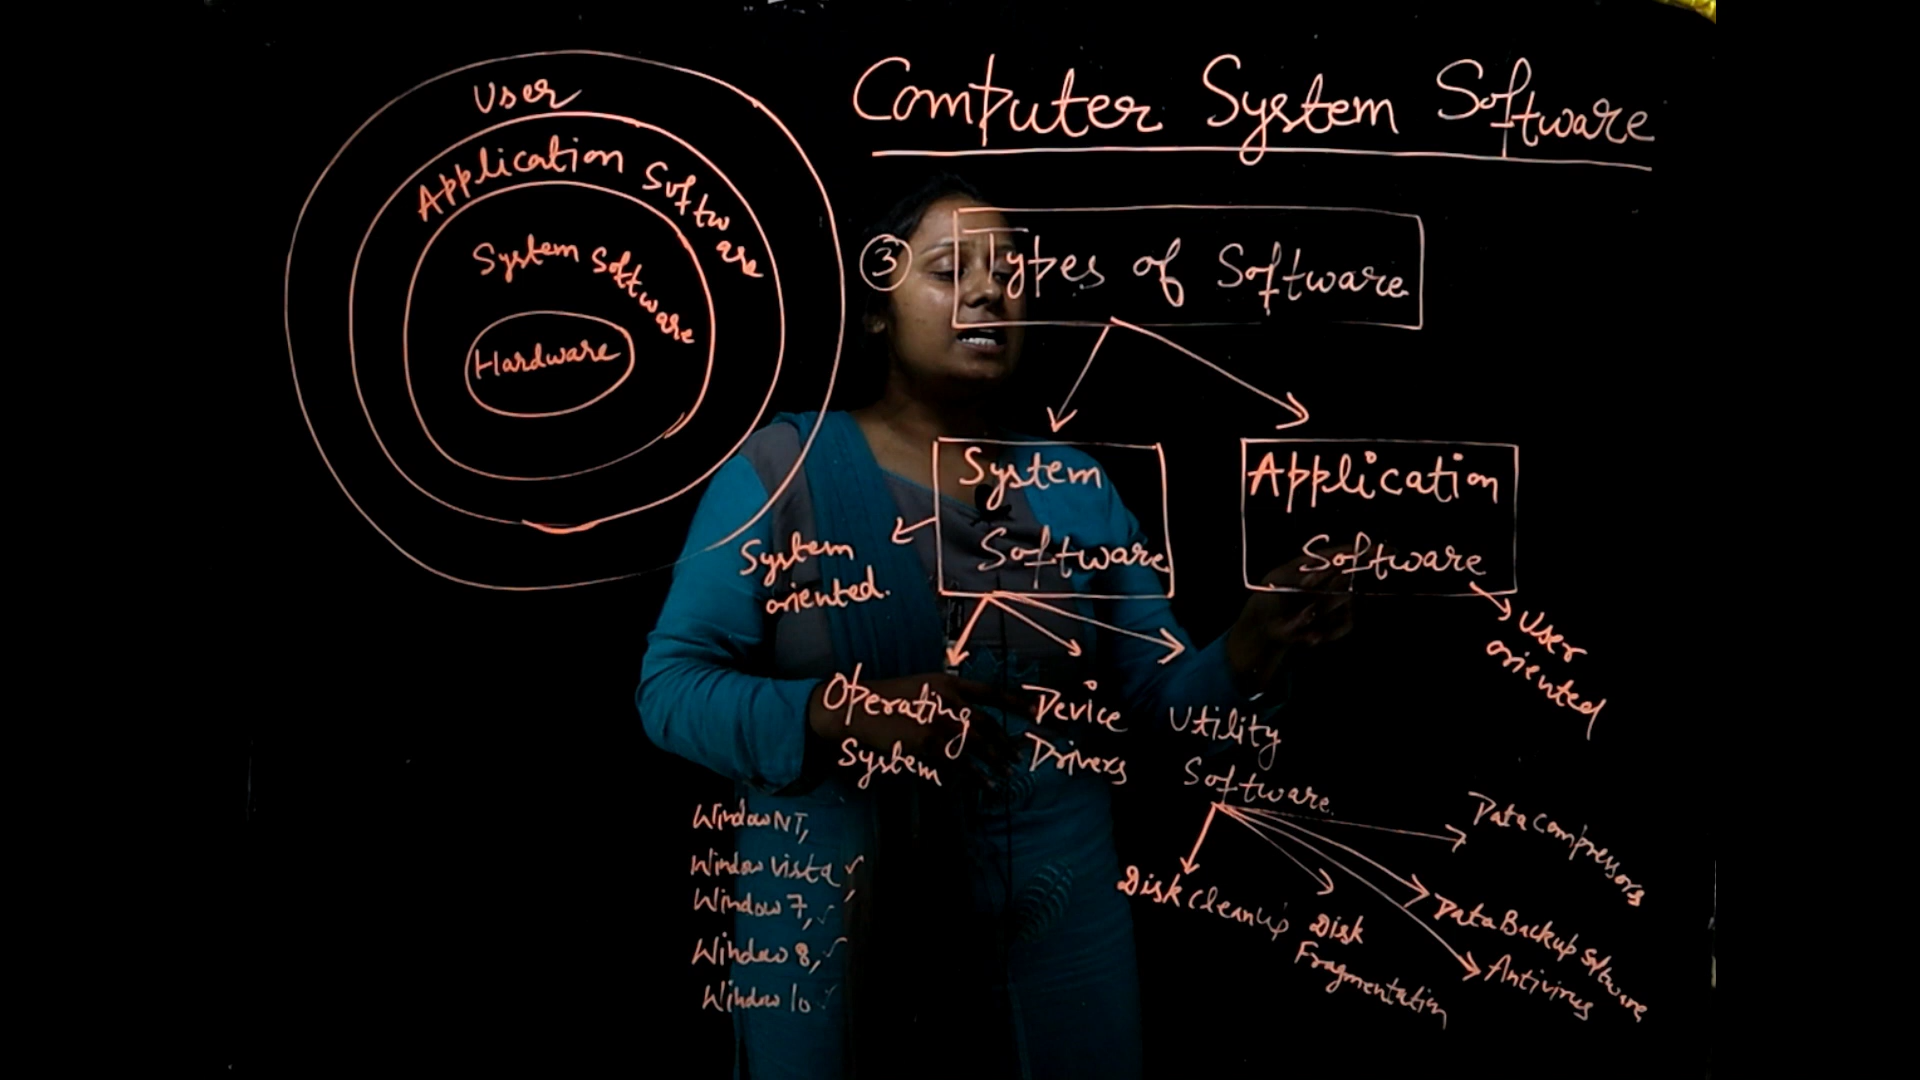 Computer System Software
User
Application Software
System Software
Hardware
3 Types of Software
System
Software
Application
Software
System
oriented.
User
oriented
Operating
System
Device
Drivers
Utility
Software
Window NT,
Window vista,
Window 7,
Window 8,
Window 10
Disk CleanUp
Disk
Fragmentation
Data Compressors
Data Backup Software
Antivirus